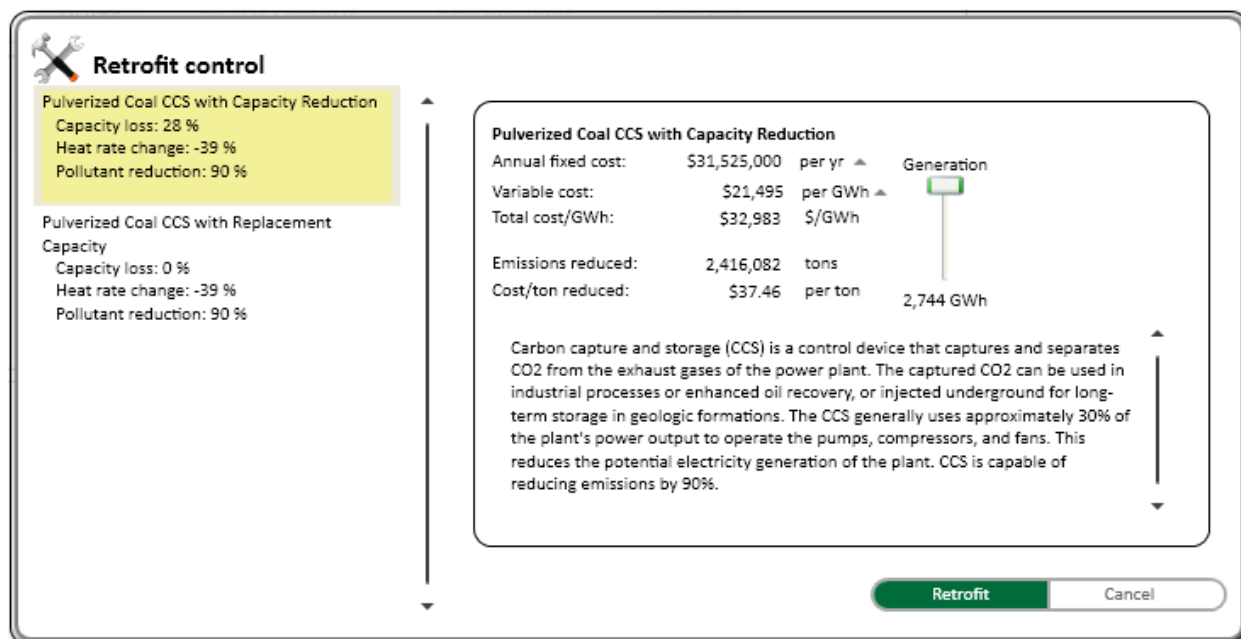 Retrofit control
Pulverized Coal CCS with Capacity Reduction
Capacity loss: 28 %
Heat rate change: -39 %
Pollutant reduction: 90 %
Pulverized Coal CCS with Replacement
Capacity
Capacity loss: 0 %
Heat rate change: -39 %
Pollutant reduction: 90 %
Pulverized Coal CCS with Capacity Reduction
Annual fixed cost: $31,525,000 per yr
Variable cost: $21,495 per GWh
Total cost/GWh: $32,983 $/GWh
Emissions reduced: 2,416,082 tons
Cost/ton reduced: $37.46 per ton
Generation
2,744 GWh
Carbon capture and storage (CCS) is a control device that captures and separates
CO2 from the exhaust gases of the power plant. The captured CO2 can be used in
industrial processes or enhanced oil recovery, or injected underground for long-
term storage in geologic formations. The CCS generally uses approximately 30% of
the plant's power output to operate the pumps, compressors, and fans. This
reduces the potential electricity generation of the plant. CCS is capable of
reducing emissions by 90%.
Retrofit
Cancel